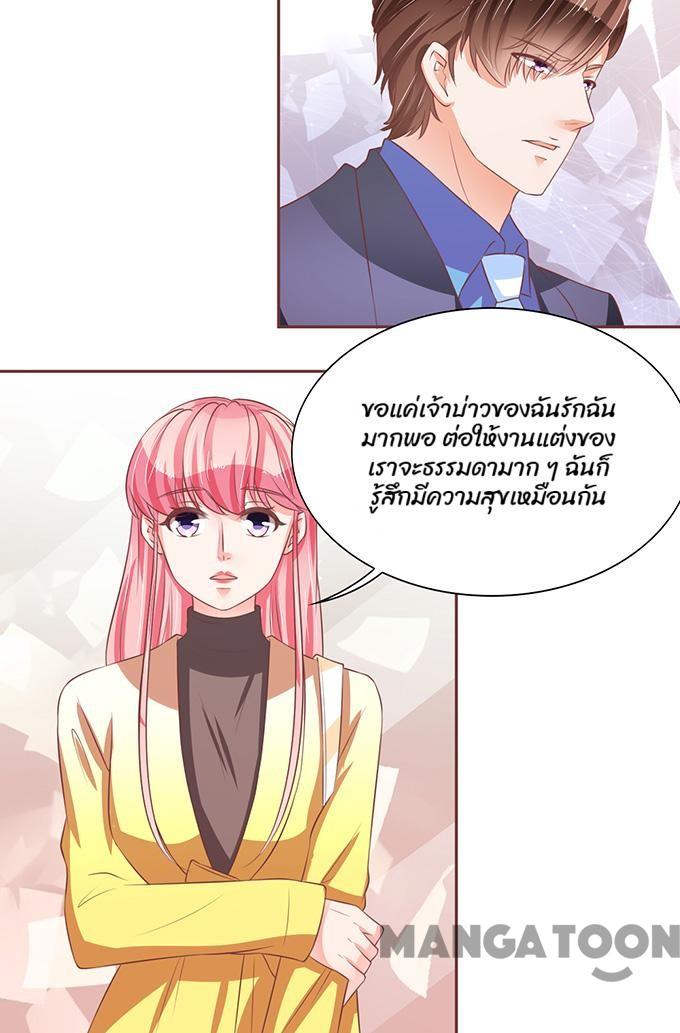 ขอแค่เจ้าบ่าวของฉันรักฉัน
มากพอ ต่อให้งานแต่งของ
เราจะธรรมดามาก ๆ ฉันก็
รู้สึกมีความสุขเหมือนกัน
MANGATOON